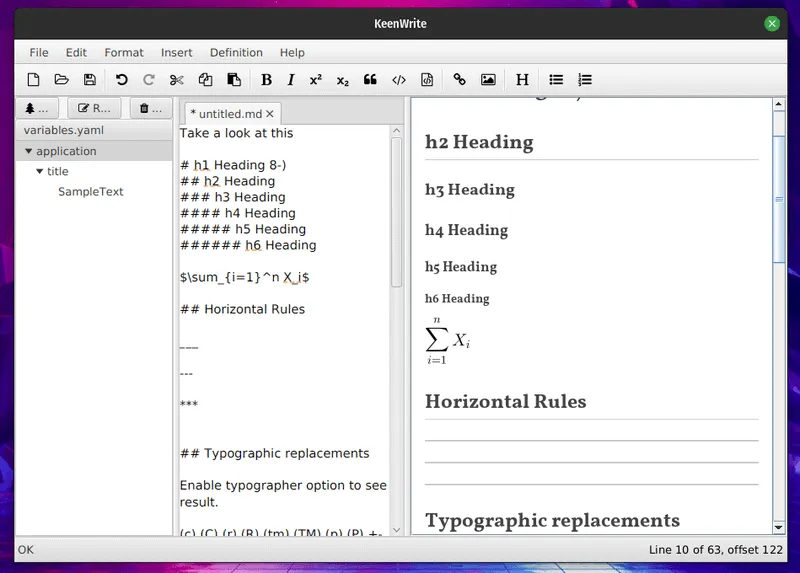 KeenWrite
File Edit Format Insert Definition Help
B I x² x₂ H
... R... ...
variables.yaml
application
title
SampleText
* untitled.md
Take a look at this
# h1 Heading 8-)
## h2 Heading
### h3 Heading
#### h4 Heading
##### h5 Heading
###### h6 Heading
$\sum_{i=1}^n X_i$
## Horizontal Rules
___
---
***
## Typographic replacements
Enable typographer option to see
result.
(c) (C) (r) (R) (tm) (TM) (p) (P) +-
h2 Heading
h3 Heading
h4 Heading
h5 Heading
h6 Heading
n
∑ Xi
i=1
Horizontal Rules
Typographic replacements
OK
Line 10 of 63, offset 122